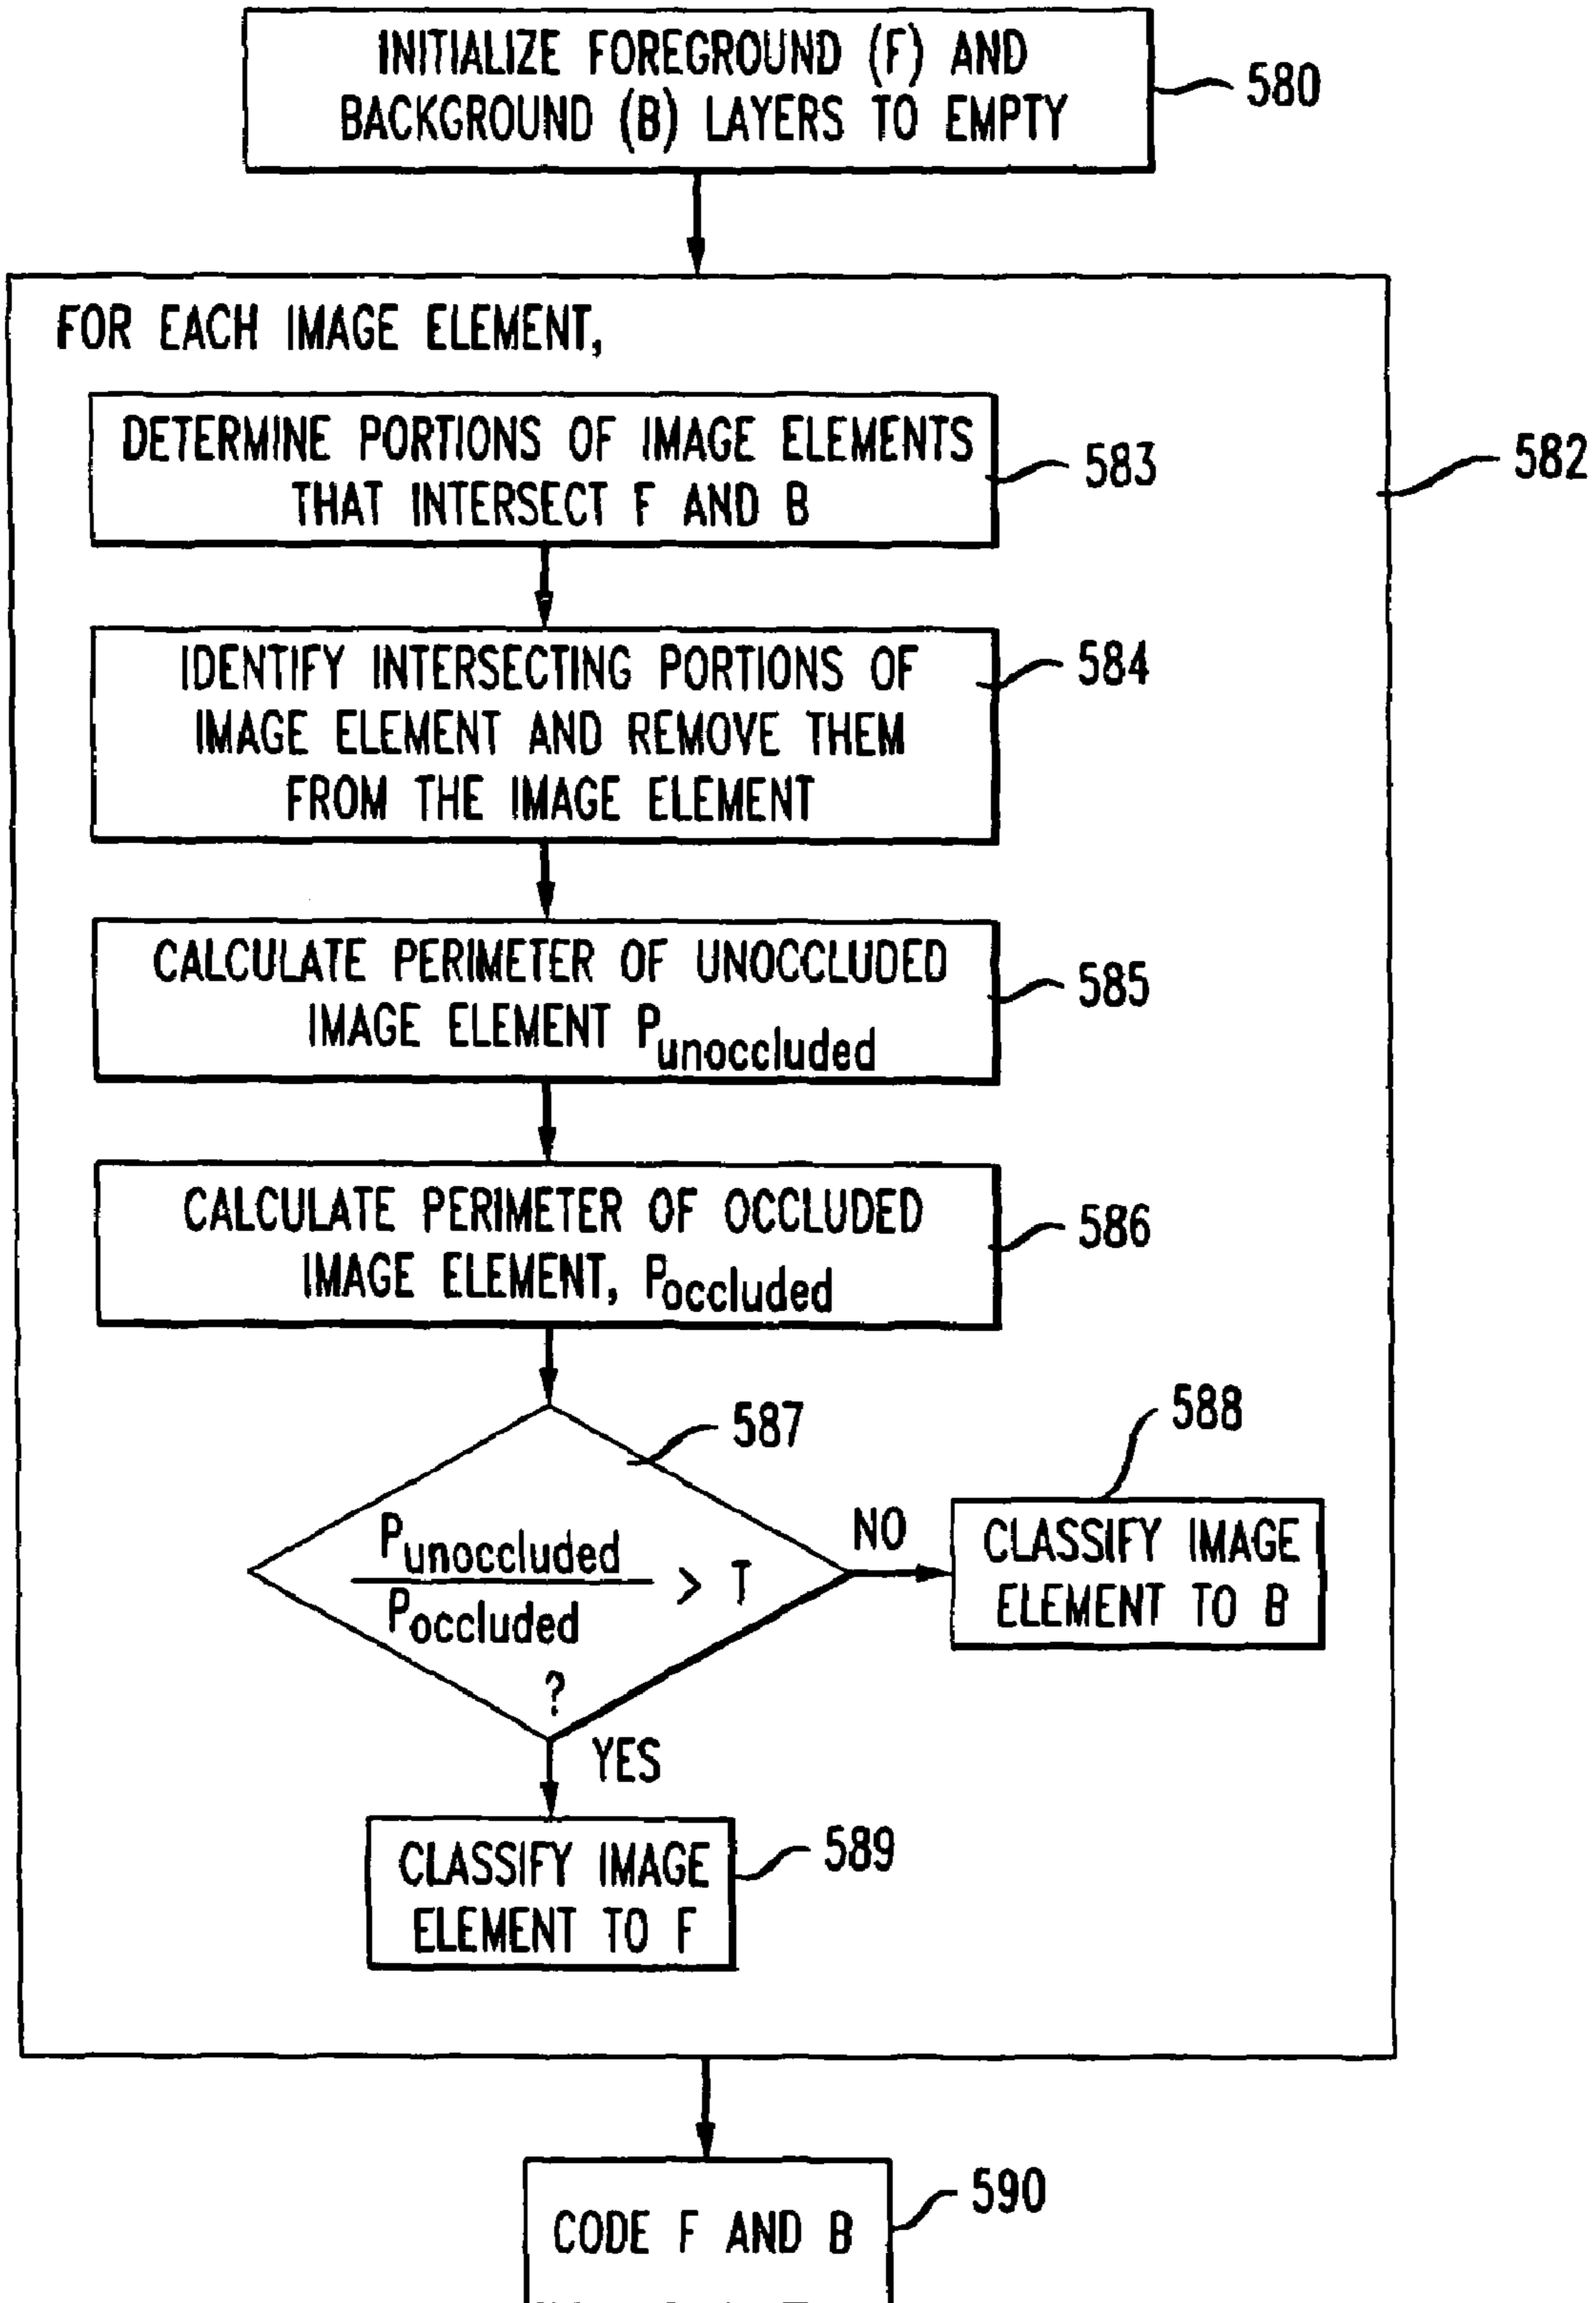 INITIALIZE FOREGROUND (F) AND
BACKGROUND (B) LAYERS TO EMPTY
580
FOR EACH IMAGE ELEMENT,
582
DETERMINE PORTIONS OF IMAGE ELEMENTS
THAT INTERSECT F AND B
583
IDENTIFY INTERSECTING PORTIONS OF
IMAGE ELEMENT AND REMOVE THEM
FROM THE IMAGE ELEMENT
584
CALCULATE PERIMETER OF UNOCCLUDED
IMAGE ELEMENT Punoccluded
585
CALCULATE PERIMETER OF OCCLUDED
IMAGE ELEMENT, Poccluded
586
587
Punoccluded
Poccluded
> T
?
NO
588
CLASSIFY IMAGE
ELEMENT TO B
YES
CLASSIFY IMAGE
ELEMENT TO F
589
CODE F AND B
590